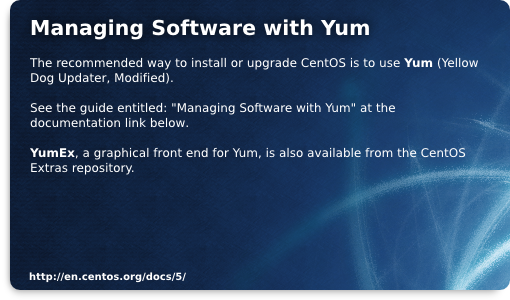 Managing Software with Yum
The recommended way to install or upgrade CentOS is to use Yum (Yellow
Dog Updater, Modified).
See the guide entitled: "Managing Software with Yum" at the
documentation link below.
YumEx, a graphical front end for Yum, is also available from the CentOS
Extras repository.
http://en.centos.org/docs/5/